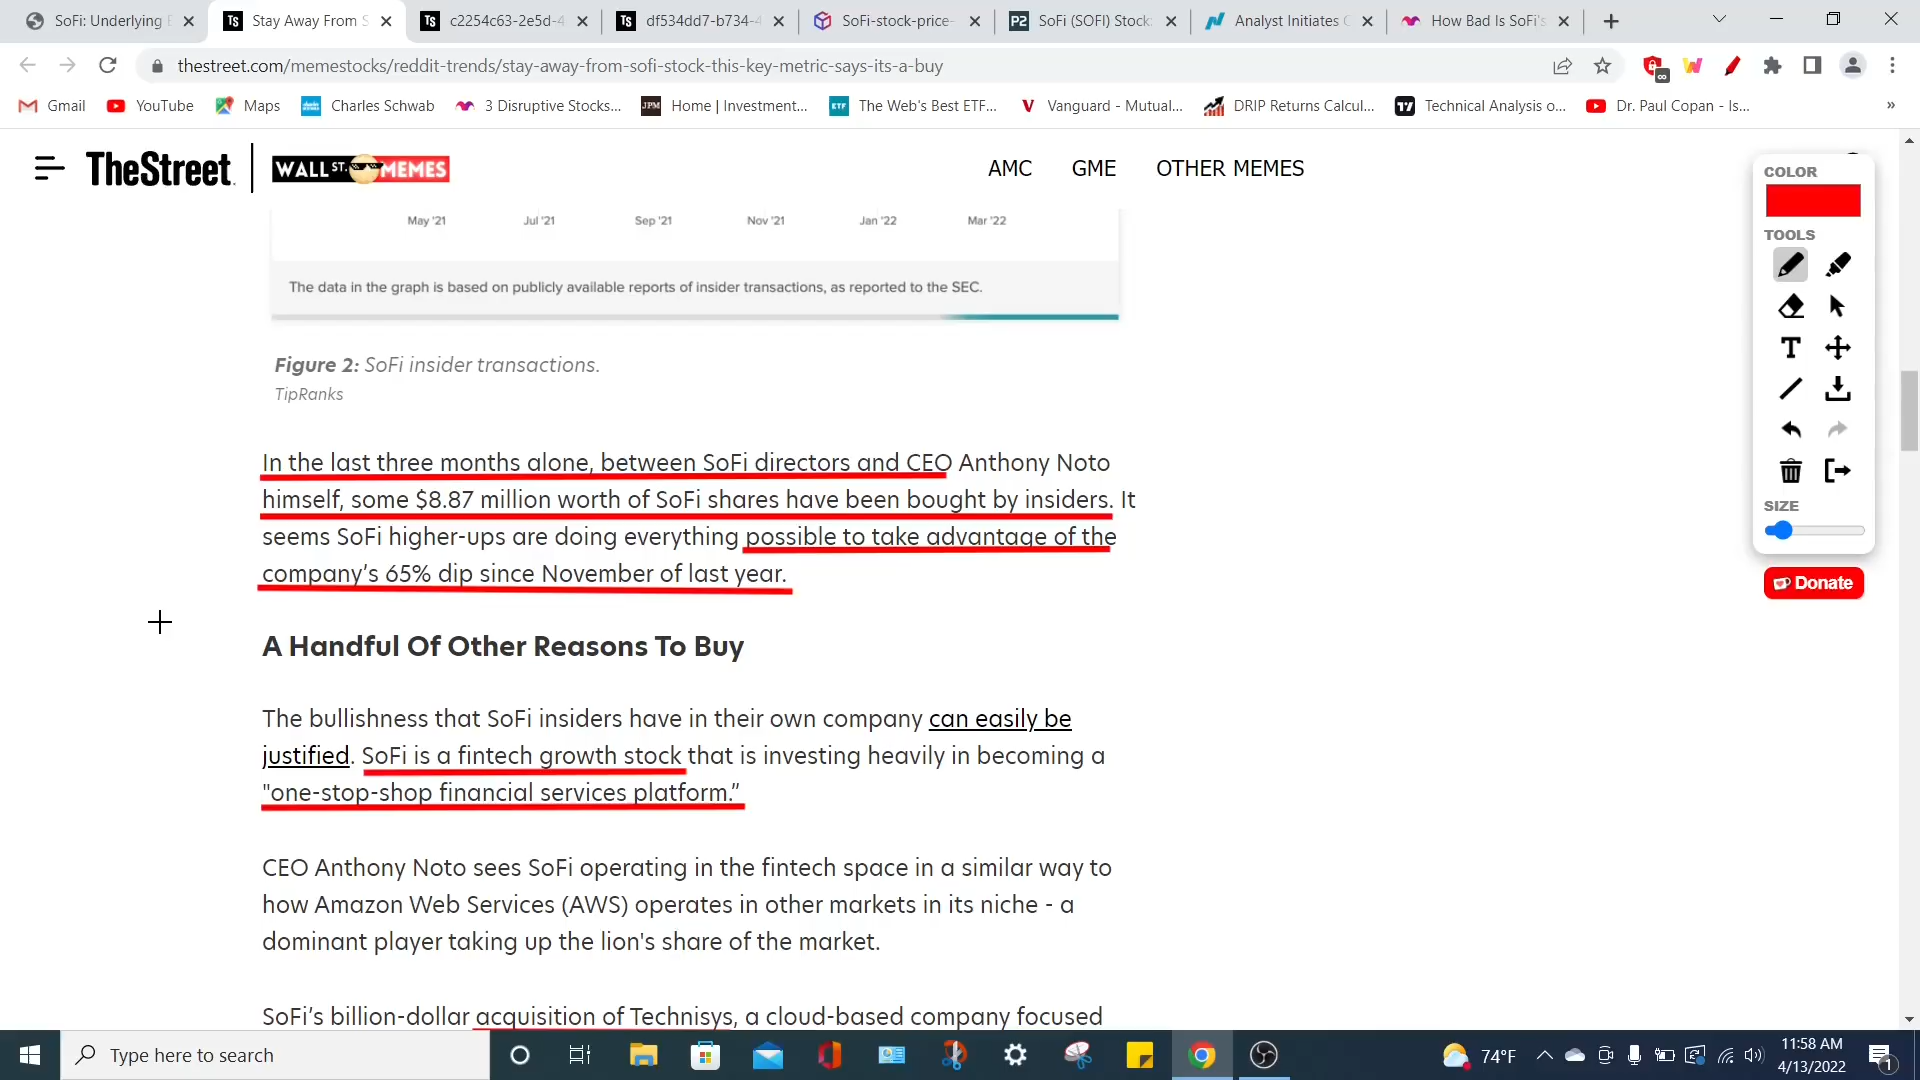 SoFi: Underlying E
Stay Away From S
c2254c63-2e5d-4
df534dd7-b734-4
SoFi-stock-price-
SoFi (SOFI) Stock
Analyst Initiates C
How Bad Is SoFi's
thestreet.com/memestocks/reddit-trends/stay-away-from-sofi-stock-this-key-metric-says-its-a-buy
Gmail
YouTube
Maps
Charles Schwab
3 Disruptive Stocks...
JPM
Home | Investment...
ETF
The Web's Best ETF...
Vanguard - Mutual...
DRIP Returns Calcul...
Technical Analysis o...
Dr. Paul Copan - Is...
TheStreet
WALL ST. MEMES
AMC
GME
OTHER MEMES
May '21
Jul '21
Sep '21
Nov '21
Jan '22
Mar '22
The data in the graph is based on publicly available reports of insider transactions, as reported to the SEC.
Figure 2: SoFi insider transactions.
TipRanks
In the last three months alone, between SoFi directors and CEO Anthony Noto
himself, some $8.87 million worth of SoFi shares have been bought by insiders. It
seems SoFi higher-ups are doing everything possible to take advantage of the
company’s 65% dip since November of last year.
A Handful Of Other Reasons To Buy
The bullishness that SoFi insiders have in their own company can easily be
justified. SoFi is a fintech growth stock that is investing heavily in becoming a
"one-stop-shop financial services platform.”
CEO Anthony Noto sees SoFi operating in the fintech space in a similar way to
how Amazon Web Services (AWS) operates in other markets in its niche - a
dominant player taking up the lion's share of the market.
SoFi’s billion-dollar acquisition of Technisys, a cloud-based company focused
COLOR
TOOLS
T
SIZE
Donate
Type here to search
74°F
11:58 AM
4/13/2022
1